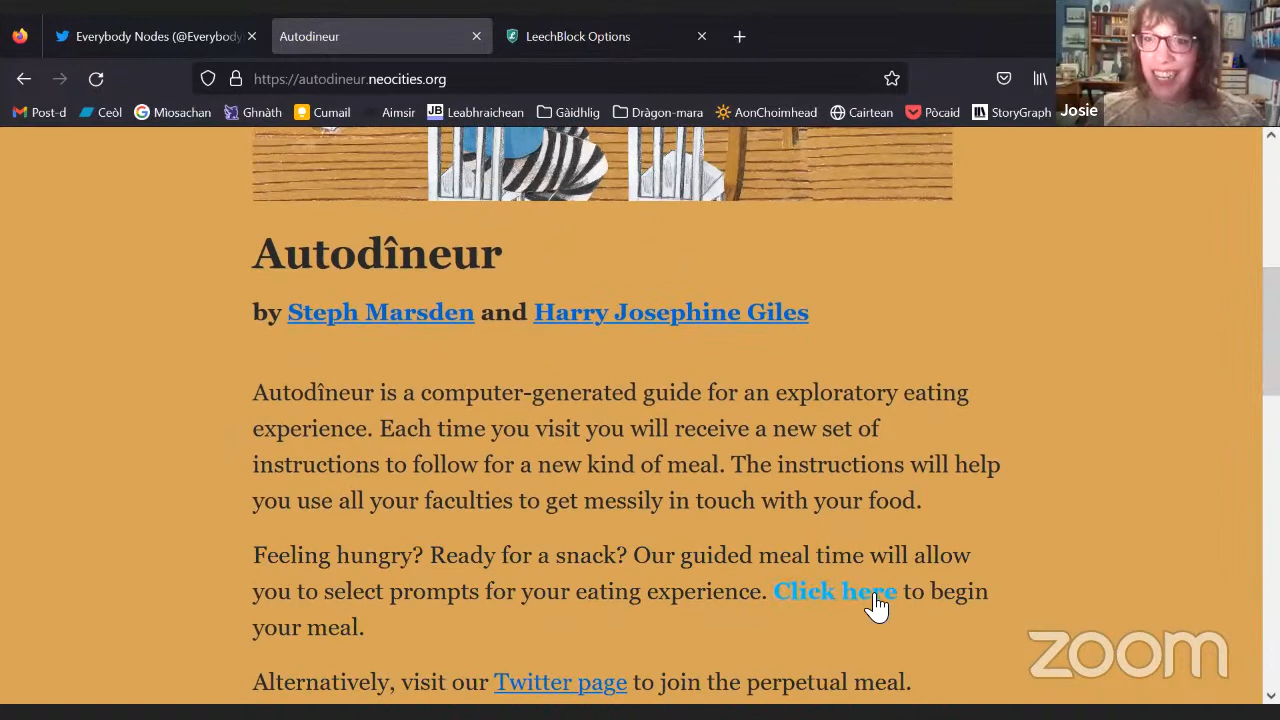 Everybody Nodes (@Everybody
Autodineur
LeechBlock Options
https://autodineur.neocities.org
Post-d
Ceòl
Mìosachan
Ghnàth
Cumail
Aimsir
JB Leabhraichean
Gàidhlig
Dràgon-mara
AonChoimhead
Cairtean
Pòcaid
StoryGraph
Josie
Autodîneur
by Steph Marsden and Harry Josephine Giles
Autodîneur is a computer-generated guide for an exploratory eating
experience. Each time you visit you will receive a new set of
instructions to follow for a new kind of meal. The instructions will help
you use all your faculties to get messily in touch with your food.
Feeling hungry? Ready for a snack? Our guided meal time will allow
you to select prompts for your eating experience. Click here to begin
your meal.
Alternatively, visit our Twitter page to join the perpetual meal.
zoom